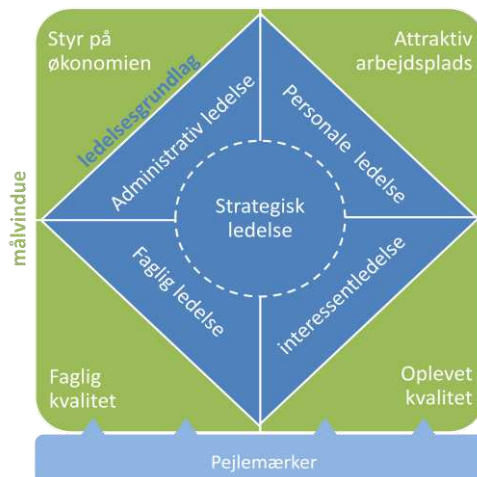 Styr på
økonomien
Attraktiv
arbejdsplads
ledelsesgrundlag
Administrativ ledelse
Personale ledelse
målvindue
Strategisk
ledelse
Faglig ledelse
interessentledelse
Faglig
kvalitet
Oplevet
kvalitet
Pejlemærker